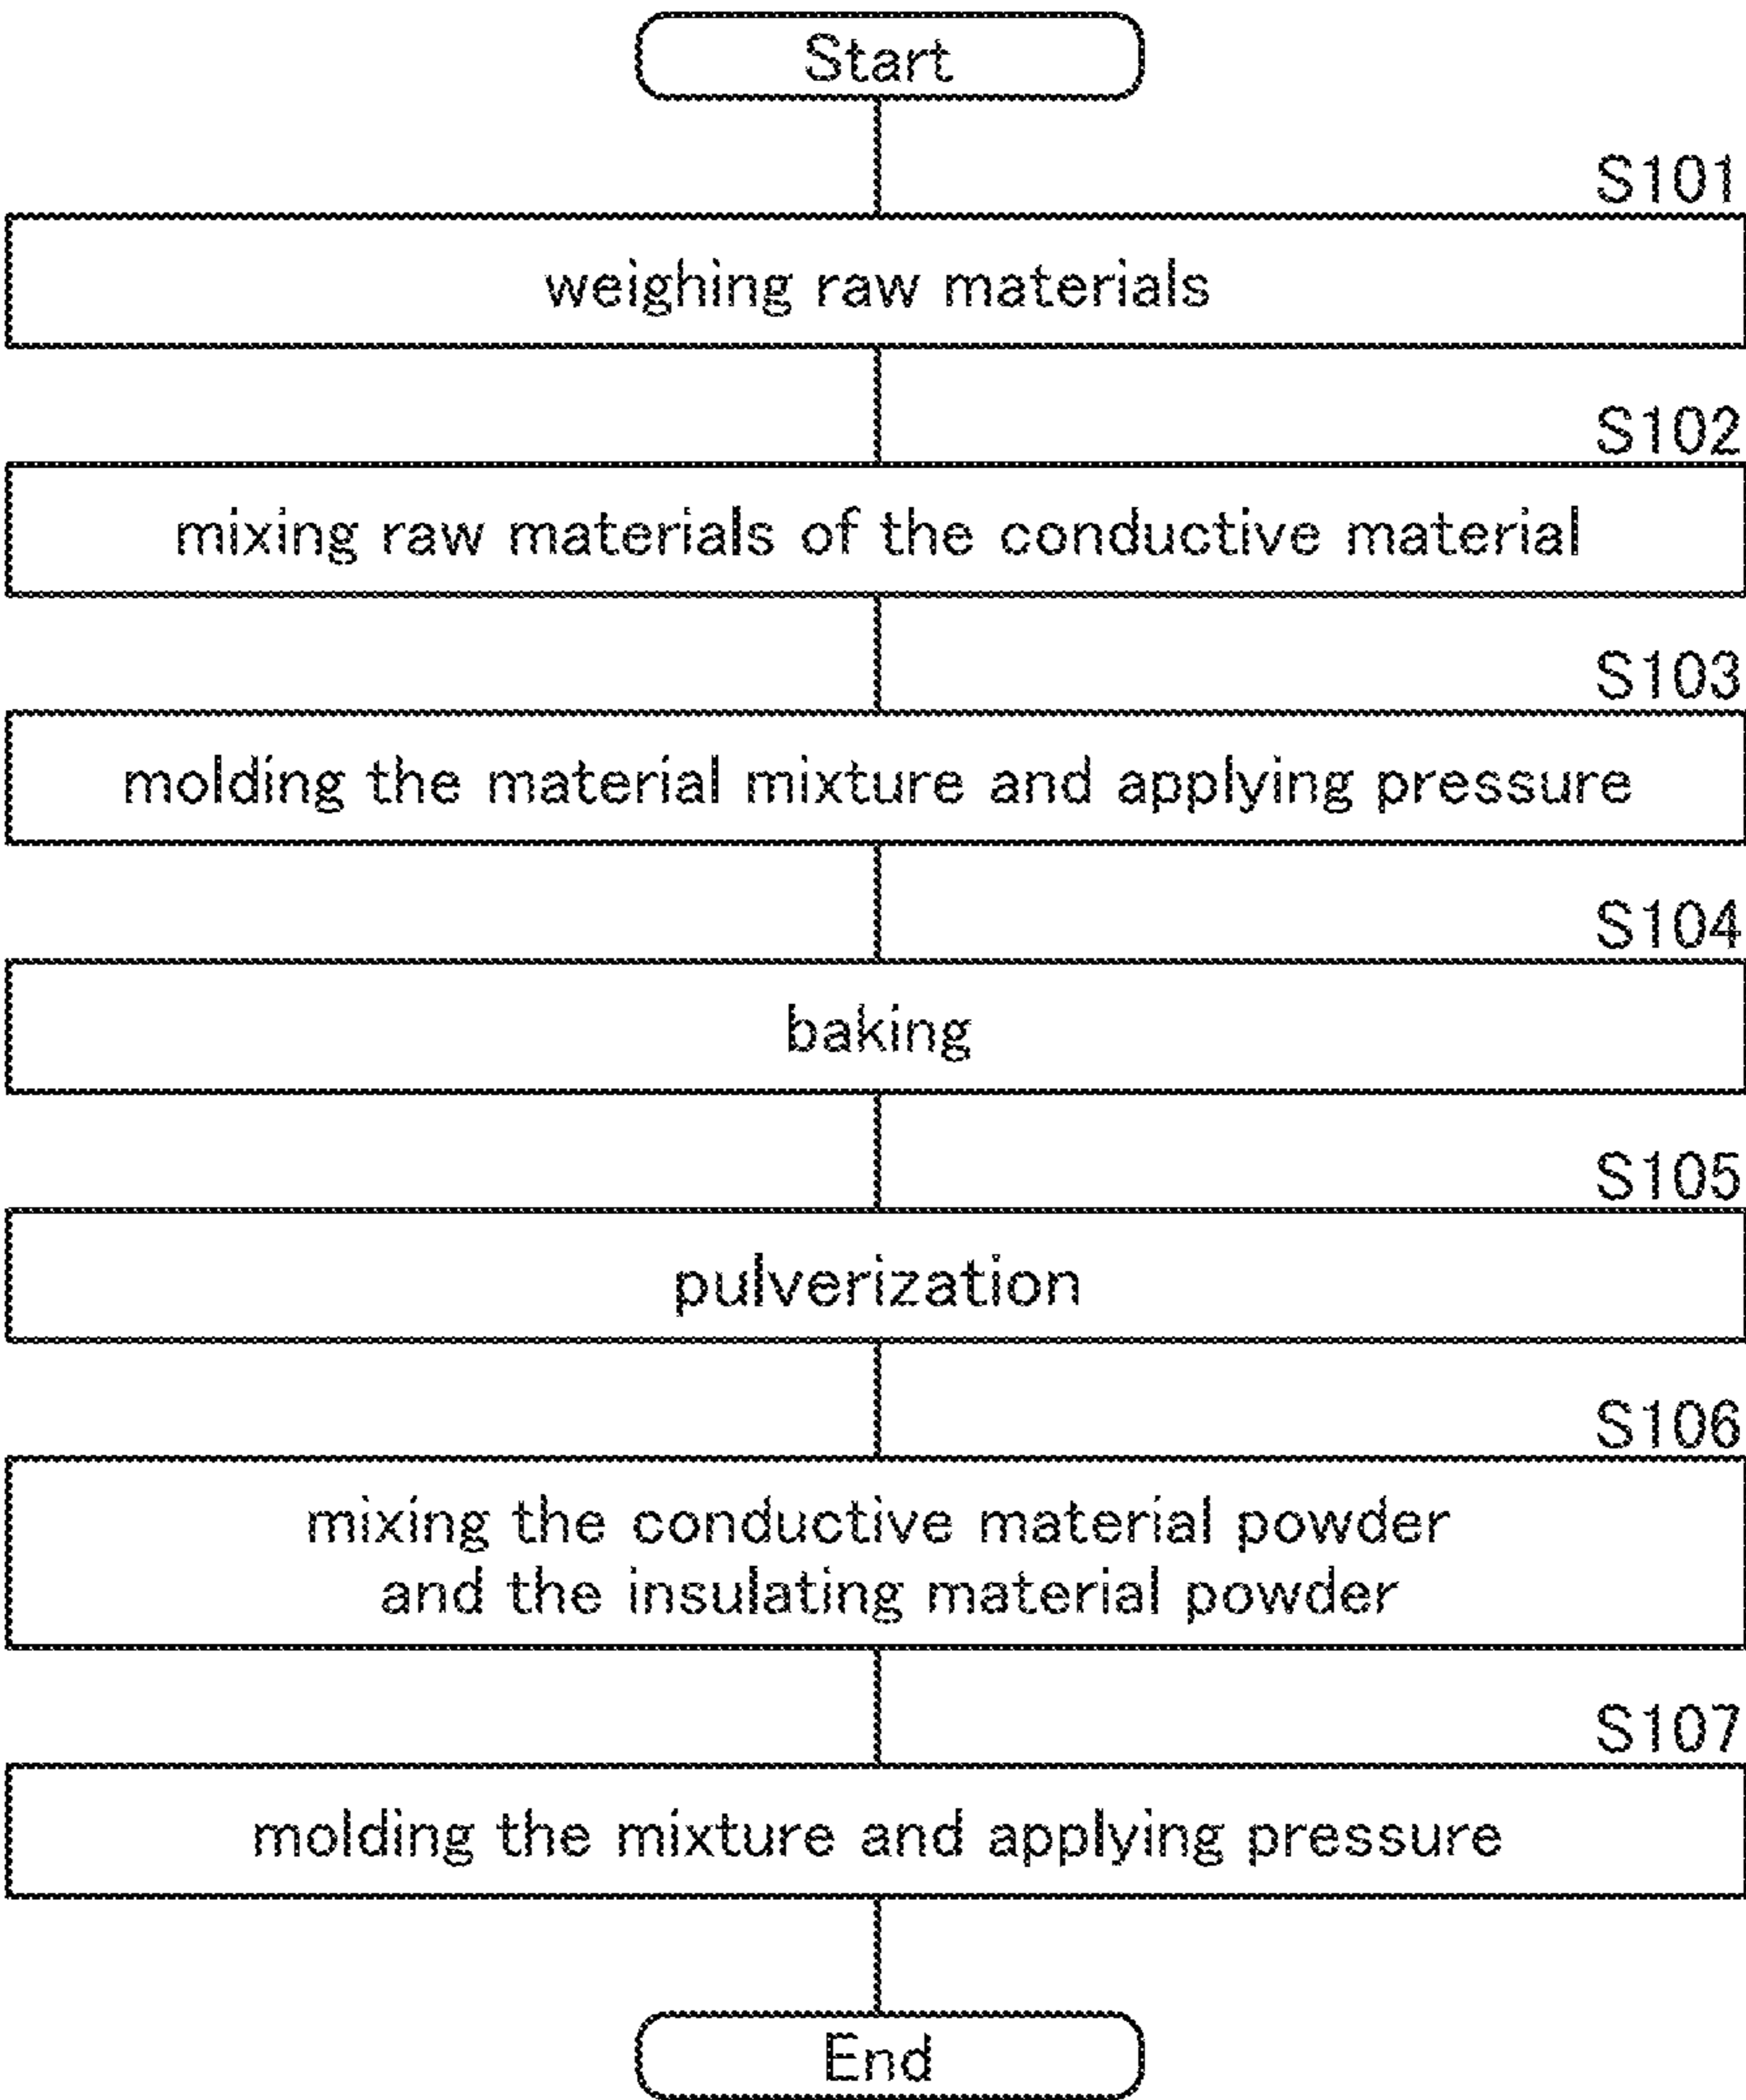 Start
S101
weighing raw materials
S102
mixing raw materials of the conductive material
S103
molding the material mixture and applying pressure
S104
baking
S105
pulverization
S106
mixing the conductive material powder
and the insulating material powder
S107
molding the mixture and applying pressure
End